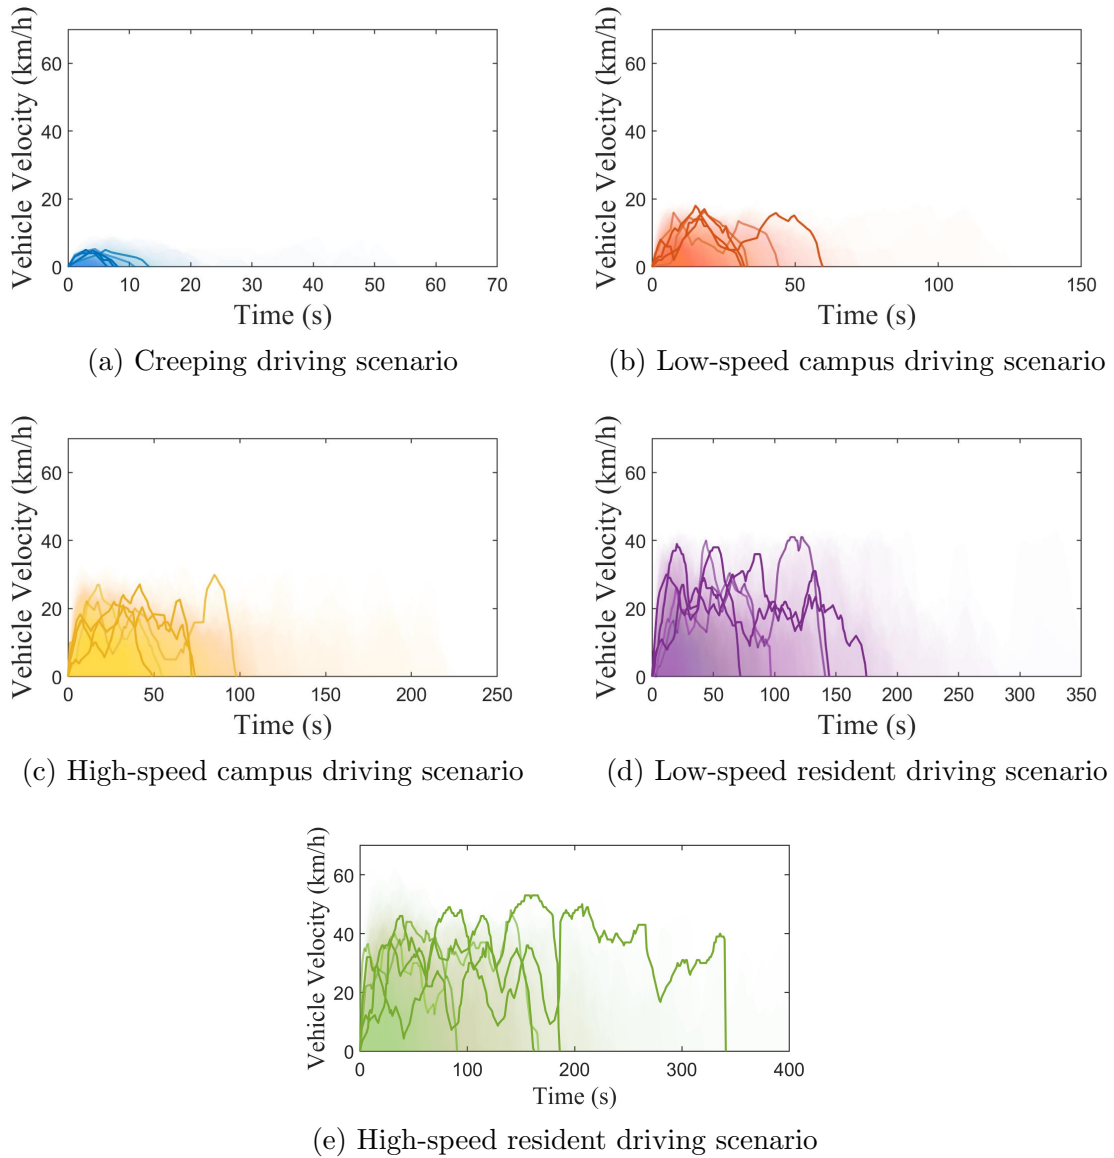 Vehicle Velocity (km/h)
60
40
20
0
0 10 20 30 40 50 60 70
Time (s)
(a) Creeping driving scenario
Vehicle Velocity (km/h)
60
40
20
0
0 50 100 150
Time (s)
(b) Low-speed campus driving scenario
Vehicle Velocity (km/h)
60
40
20
0
0 50 100 150 200 250
Time (s)
(c) High-speed campus driving scenario
Vehicle Velocity (km/h)
60
40
20
0
0 50 100 150 200 250 300 350
Time (s)
(d) Low-speed resident driving scenario
Vehicle Velocity (km/h)
60
40
20
0
0 100 200 300 400
Time (s)
(e) High-speed resident driving scenario